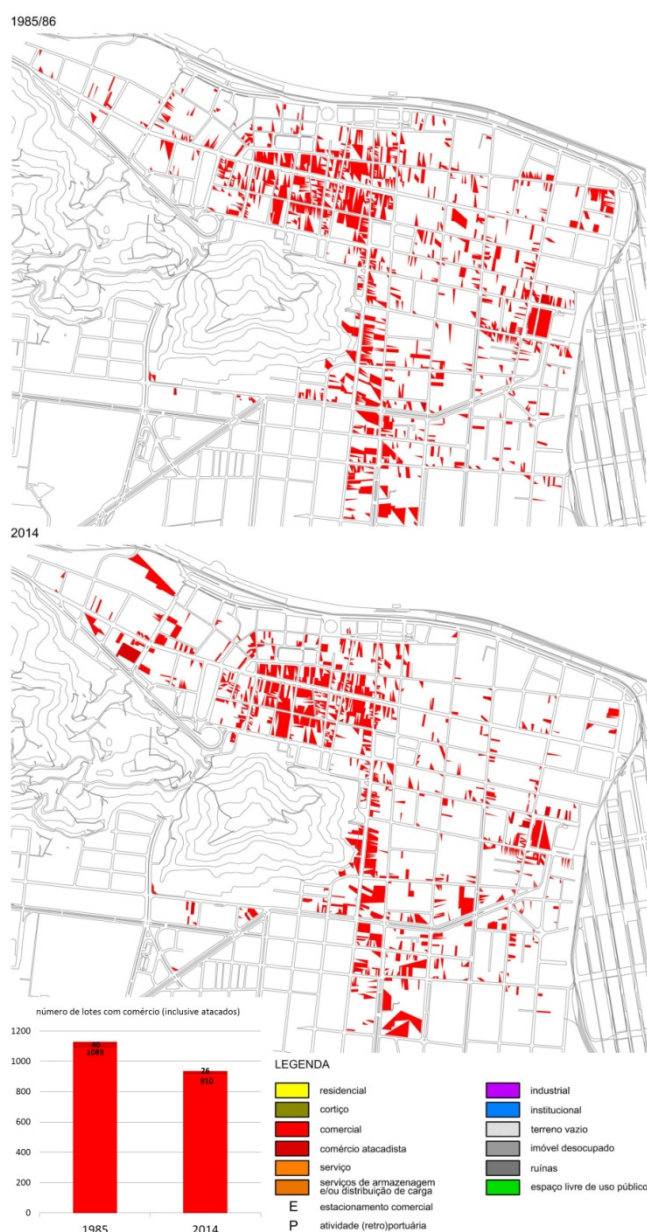 1985/86
2014
número de lotes com comércio (inclusive atacados)
1200
1000
800
600
400
200
0
40
1089
26
910
1985
2014
LEGENDA
residencial
cortiço
comercial
comércio atacadista
serviço
serviços de armazenagem
e/ou distribuição de carga
E estacionamento comercial
P atividade (retro)portuária
industrial
institucional
terreno vazio
imóvel desocupado
ruínas
espaço livre de uso público